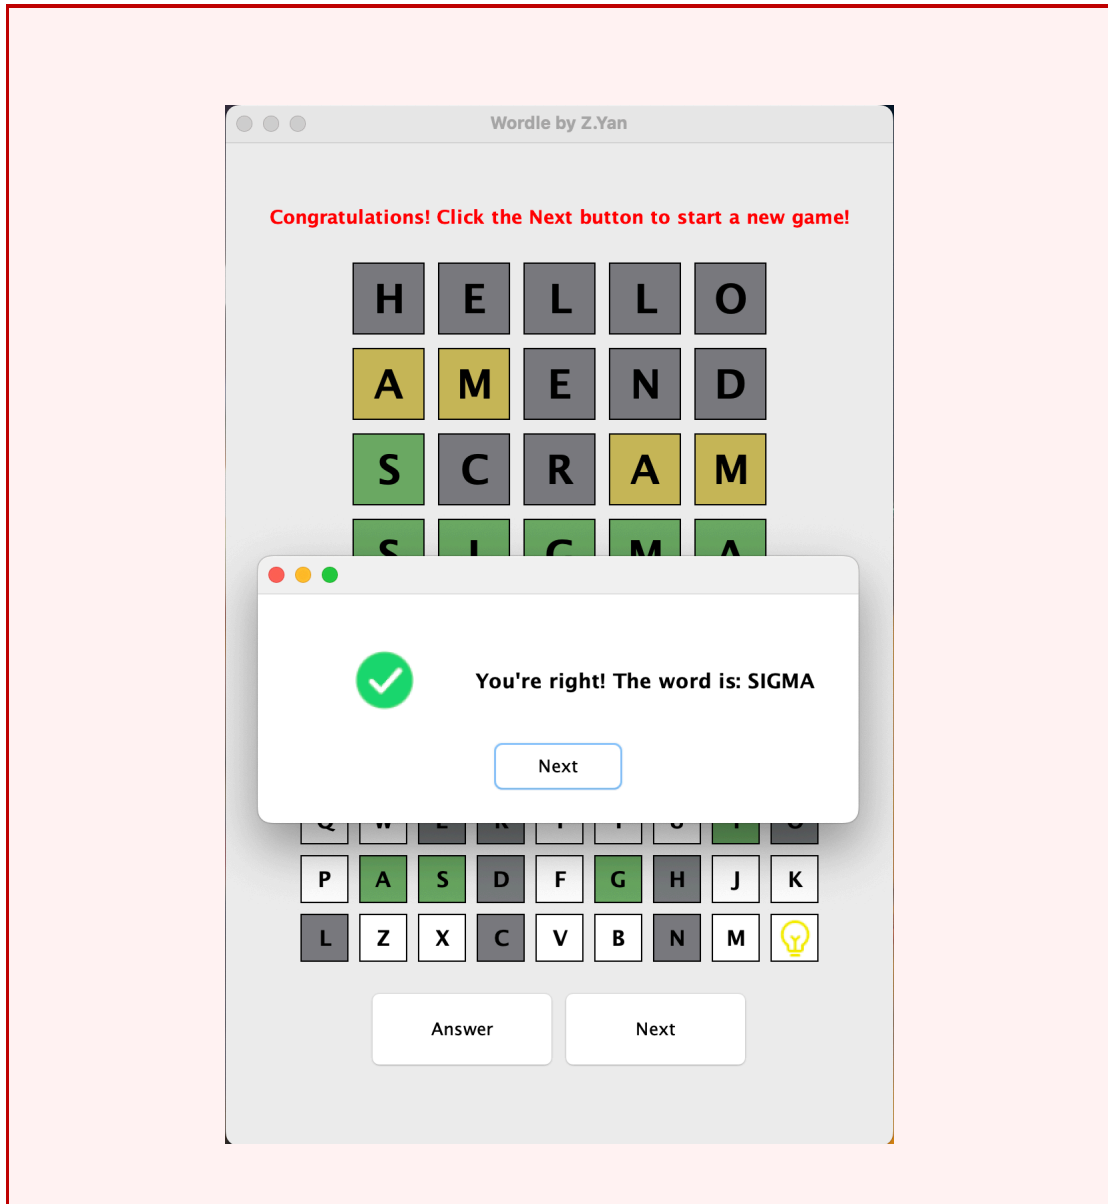 Wordle by Z.Yan
Congratulations! Click the Next button to start a new game!
H E L L O
A M E N D
S C R A M
S I G M A
You're right! The word is: SIGMA
Next
Q W E R T Y U I O
P A S D F G H J K
L Z X C V B N M
Answer Next